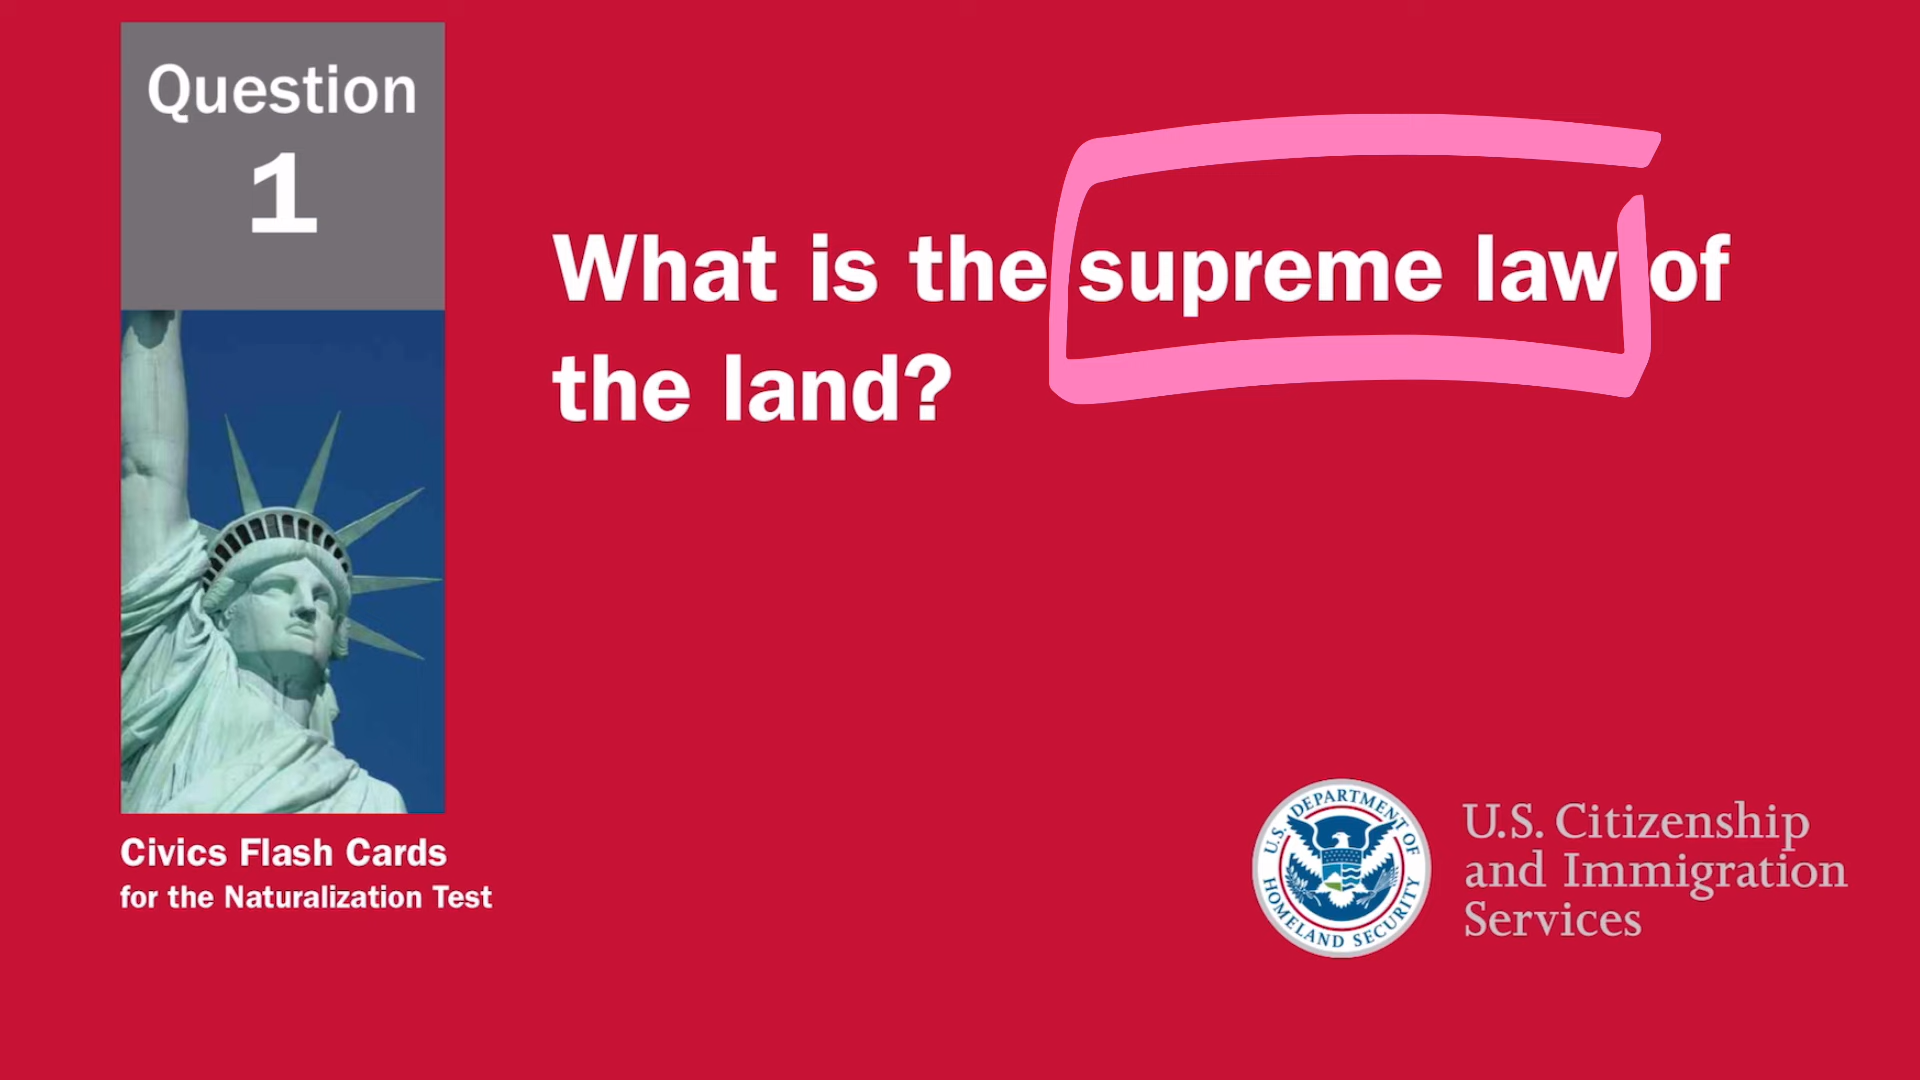 Question
1
What is the supreme law of
the land?
Civics Flash Cards
for the Naturalization Test
U.S. DEPARTMENT OF
HOMELAND SECURITY
U.S. Citizenship
and Immigration
Services